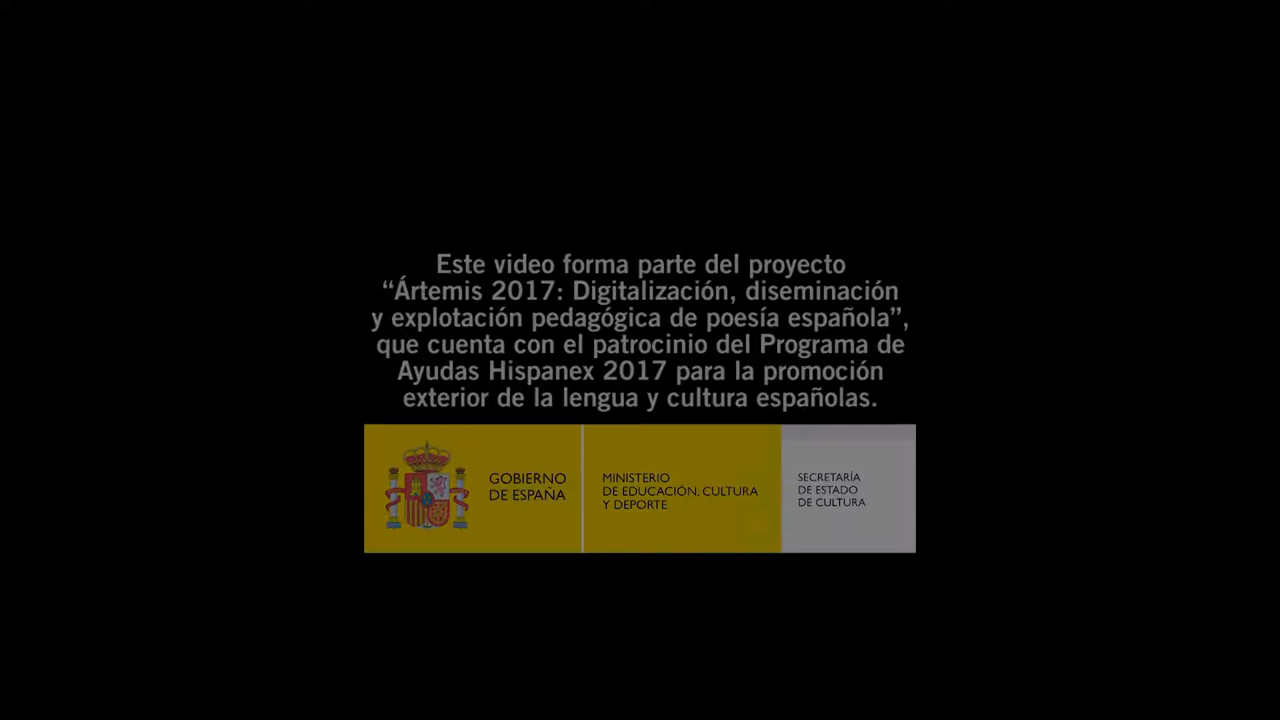 Este video forma parte del proyecto
“Ártemis 2017: Digitalización, diseminación
y explotación pedagógica de poesía española”,
que cuenta con el patrocinio del Programa de
Ayudas Hispanex 2017 para la promoción
exterior de la lengua y cultura españolas.
GOBIERNO
DE ESPAÑA
MINISTERIO
DE EDUCACIÓN, CULTURA
Y DEPORTE
SECRETARÍA
DE ESTADO
DE CULTURA